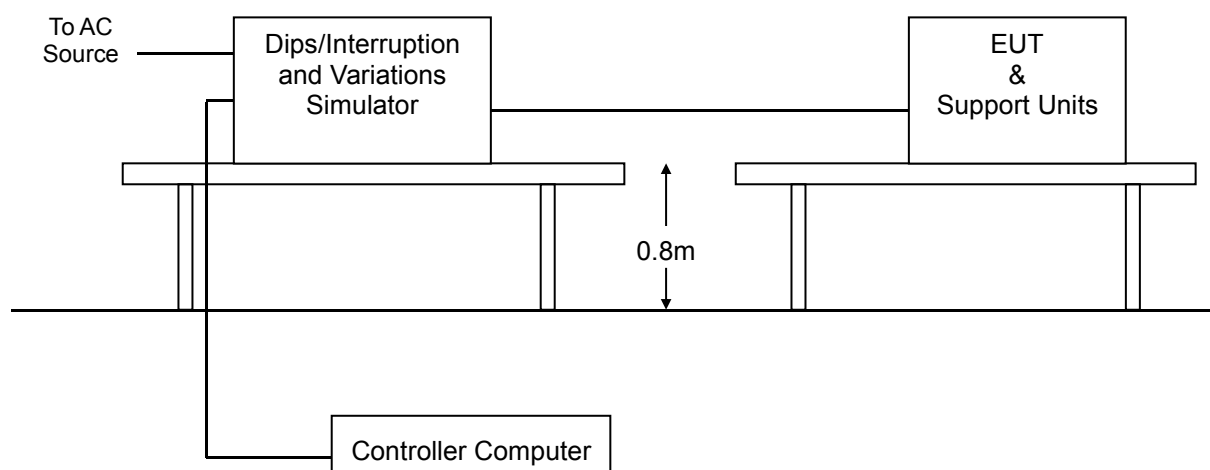 To AC
Source
Dips/Interruption
and Variations
Simulator
EUT
&
Support Units
0.8m
Controller Computer